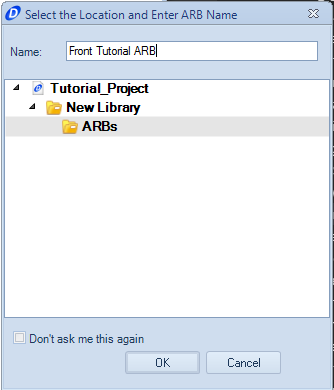 Select the Location and Enter ARB Name
Name: Front Tutorial ARB
Tutorial_Project
New Library
ARBs
Don't ask me this again
OK Cancel